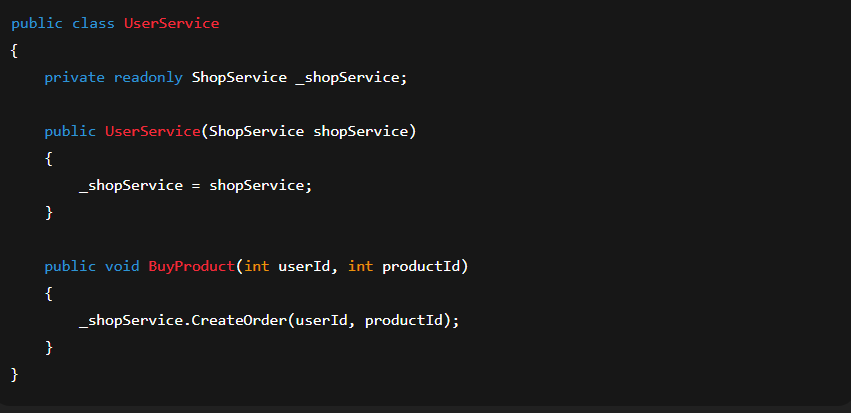 public class UserService
{
    private readonly ShopService _shopService;

    public UserService(ShopService shopService)
    {
        _shopService = shopService;
    }

    public void BuyProduct(int userId, int productId)
    {
        _shopService.CreateOrder(userId, productId);
    }
}